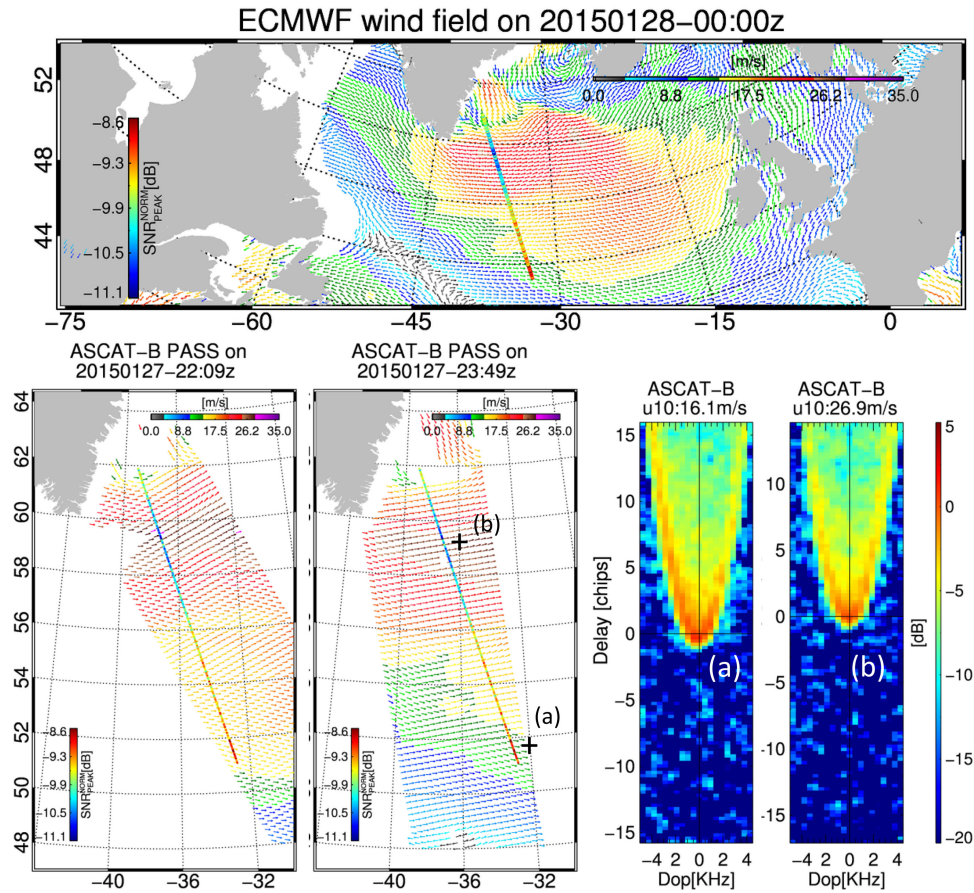 ECMWF wind field on 20150128−00:00z
[m/s]
0.0 8.8 17.5 26.2 35.0
52
48
44
−8.6
−9.3
−9.9
−10.5
−11.1
SNR NORM PEAK [dB]
−75 −60 −45 −30 −15 0
ASCAT−B PASS on
20150127−22:09z
[m/s]
0.0 8.8 17.5 26.2 35.0
64
62
60
58
56
54
52
50
48
−8.6
−9.3
−9.9
−10.5
−11.1
SNR NORM PEAK [dB]
−40 −36 −32
ASCAT−B PASS on
20150127−23:49z
[m/s]
0.0 8.8 17.5 26.2 35.0
(b)
(a)
−8.6
−9.3
−9.9
−10.5
−11.1
SNR NORM PEAK [dB]
−40 −36 −32
ASCAT−B
u10:16.1m/s
Delay [chips]
10
5
0
−5
−10
−15
(a)
−4 −2 0 2 4
Dop[KHz]
ASCAT−B
u10:26.9m/s
10
5
0
−5
−10
−15
(b)
−4 −2 0 2 4
Dop[KHz]
5
0
−5
−10
−15
−20
[dB]